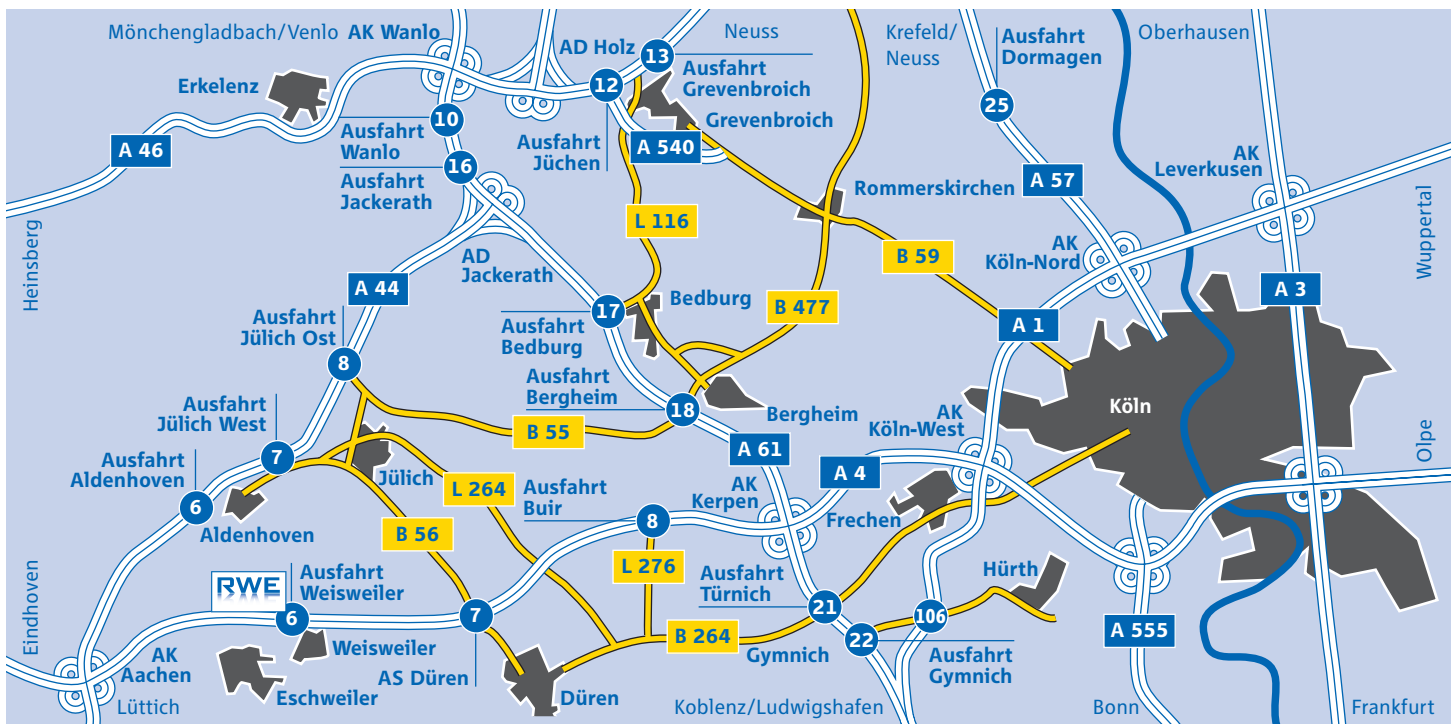 Mönchengladbach/Venlo AK Wanlo
AD Holz
13
Neuss
Krefeld/
Neuss
Ausfahrt
Dormagen
Oberhausen
Erkelenz
12
Ausfahrt
Grevenbroich
Grevenbroich
25
10
Ausfahrt
Wanlo
A 46
Ausfahrt
Jüchen
A 540
AK
Leverkusen
16
Ausfahrt
Jackerath
Rommerskirchen
A 57
L 116
AK
Köln-Nord
Wuppertal
Heinsberg
AD
Jackerath
B 59
A 44
A 3
Bedburg
B 477
17
A 1
Ausfahrt
Jülich Ost
Ausfahrt
Bedburg
8
Ausfahrt
Bergheim
18
Bergheim
Köln
Ausfahrt
Jülich West
B 55
AK
Köln-West
Olpe
7
A 61
Ausfahrt
Aldenhoven
Jülich
L 264
A 4
6
Ausfahrt
Buir
AK
Kerpen
8
Frechen
Aldenhoven
B 56
L 276
RWE
Ausfahrt
Weisweiler
Ausfahrt
Türnich
Hürth
6
7
21
106
A 555
Eindhoven
22
B 264
Gymnich
Ausfahrt
Gymnich
AK
Aachen
Weisweiler
AS Düren
Eschweiler
Düren
Lüttich
Koblenz/Ludwigshafen
Bonn
Frankfurt